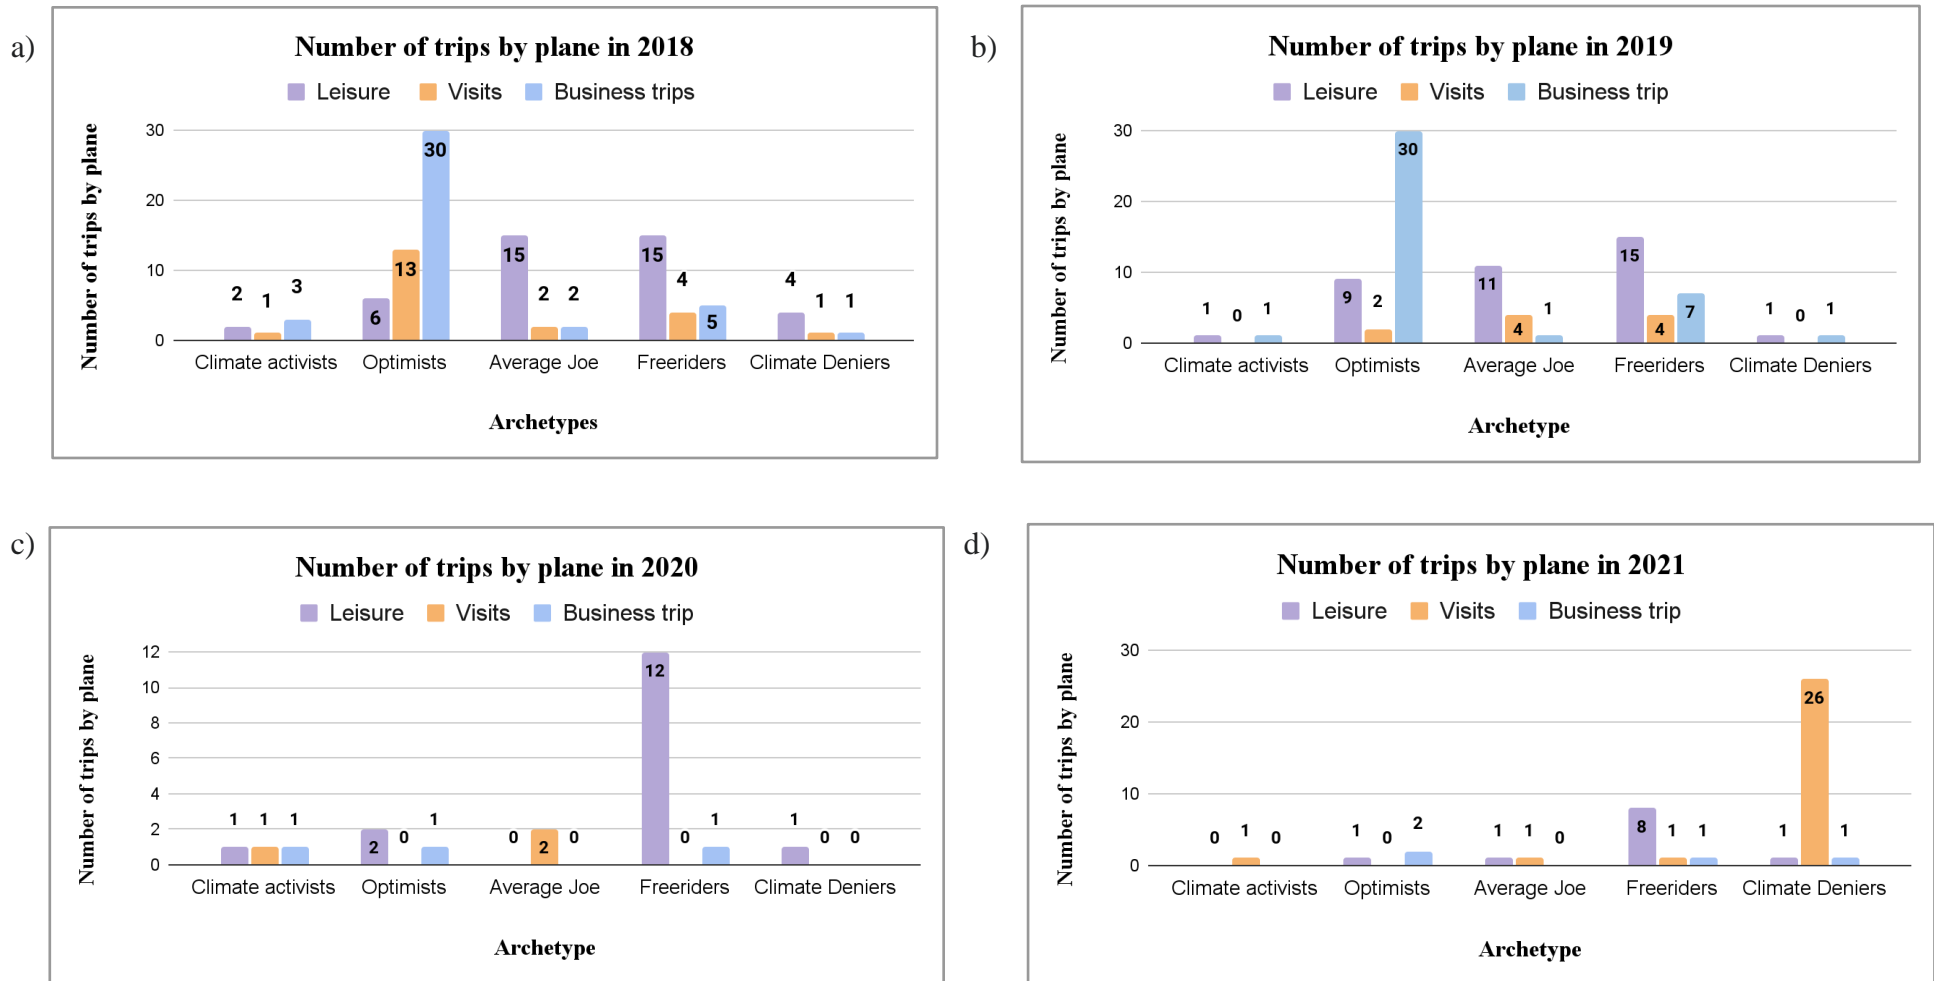 a)
Number of trips by plane in 2018
Leisure Visits Business trips
Number of trips by plane
30
20
10
0
2 1 3
6 13 30
15 2 2
15 4 5
4 1 1
Climate activists Optimists Average Joe Freeriders Climate Deniers
Archetypes
b)
Number of trips by plane in 2019
Leisure Visits Business trip
Number of trips by plane
30
20
10
0
1 0 1
9 2 30
11 4 1
15 4 7
1 0 1
Climate activists Optimists Average Joe Freeriders Climate Deniers
Archetype
c)
Number of trips by plane in 2020
Leisure Visits Business trip
Number of trips by plane
12
10
8
6
4
2
0
1 1 1
2 0 1
0 2 0
12 0 1
1 0 0
Climate activists Optimists Average Joe Freeriders Climate Deniers
Archetype
d)
Number of trips by plane in 2021
Leisure Visits Business trip
Number of trips by plane
30
20
10
0
0 1 0
1 0 2
1 1 0
8 1 1
1 26 1
Climate activists Optimists Average Joe Freeriders Climate Deniers
Archetype